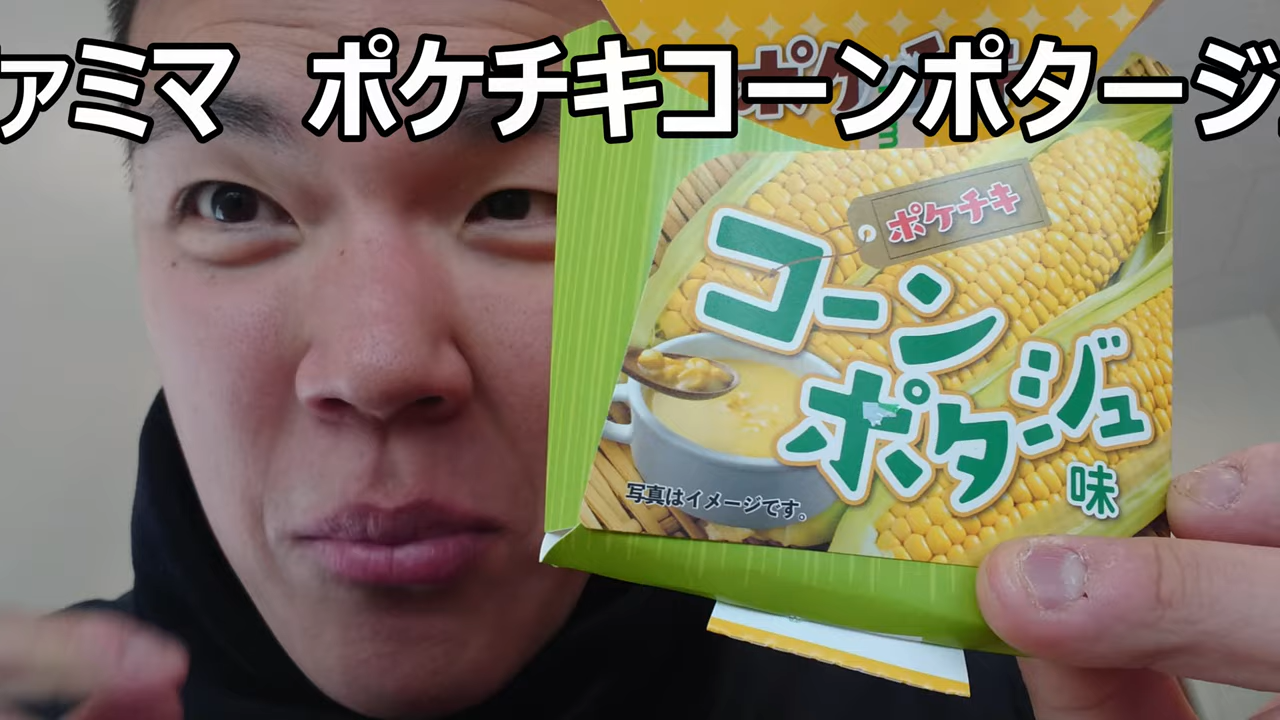 ァミマ ポケチキコーンポタージ
ポケチキ
コーン
ポタージュ
味
写真はイメージです。